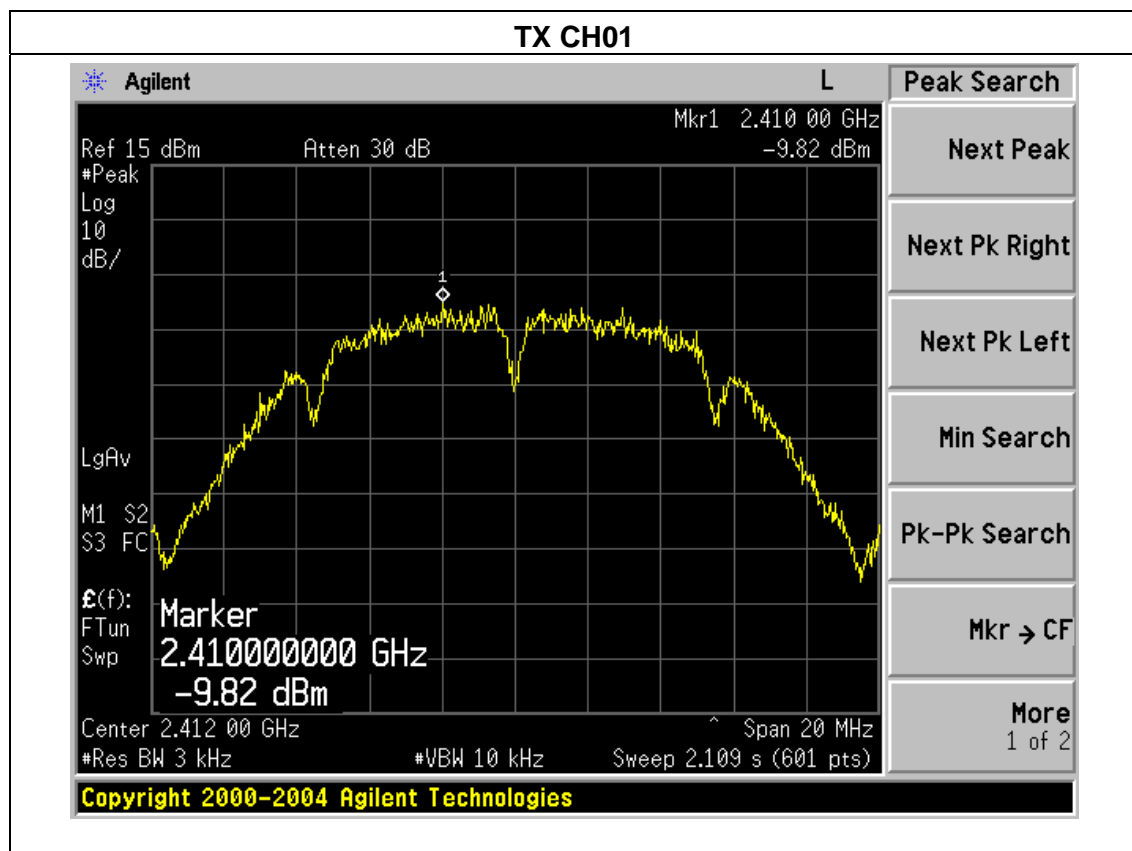 TX CH01
Agilent L Peak Search
Mkr1 2.410 00 GHz
Ref 15 dBm Atten 30 dB -9.82 dBm
#Peak
Log
10
dB/
1
LgAv
M1 S2
S3 FC
£(f):
FTun
Swp
Marker
2.410000000 GHz
-9.82 dBm
Center 2.412 00 GHz ^ Span 20 MHz
#Res BW 3 kHz #VBW 10 kHz Sweep 2.109 s (601 pts)
Copyright 2000-2004 Agilent Technologies
Next Peak
Next Pk Right
Next Pk Left
Min Search
Pk-Pk Search
Mkr → CF
More
1 of 2